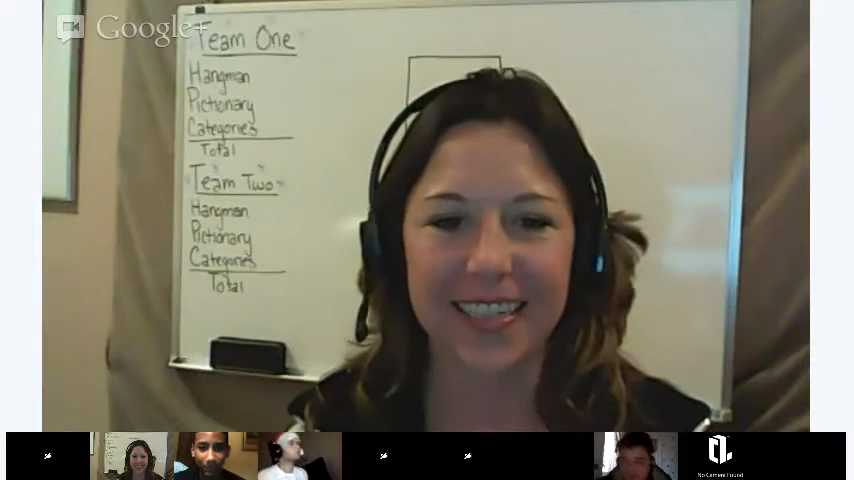 Google+
Team One
Hangman
Pictionary
Categories
Total
"Team Two"
Hangman
Pictionary
Categories
Total
No Camera Found